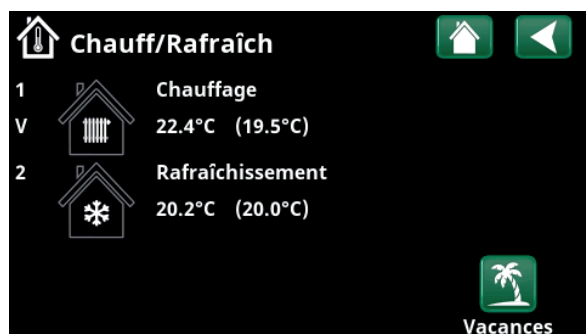 Chauff/Rafraîch
1 Chauffage
V 22.4°C (19.5°C)
2 Rafraîchissement
20.2°C (20.0°C)
Vacances